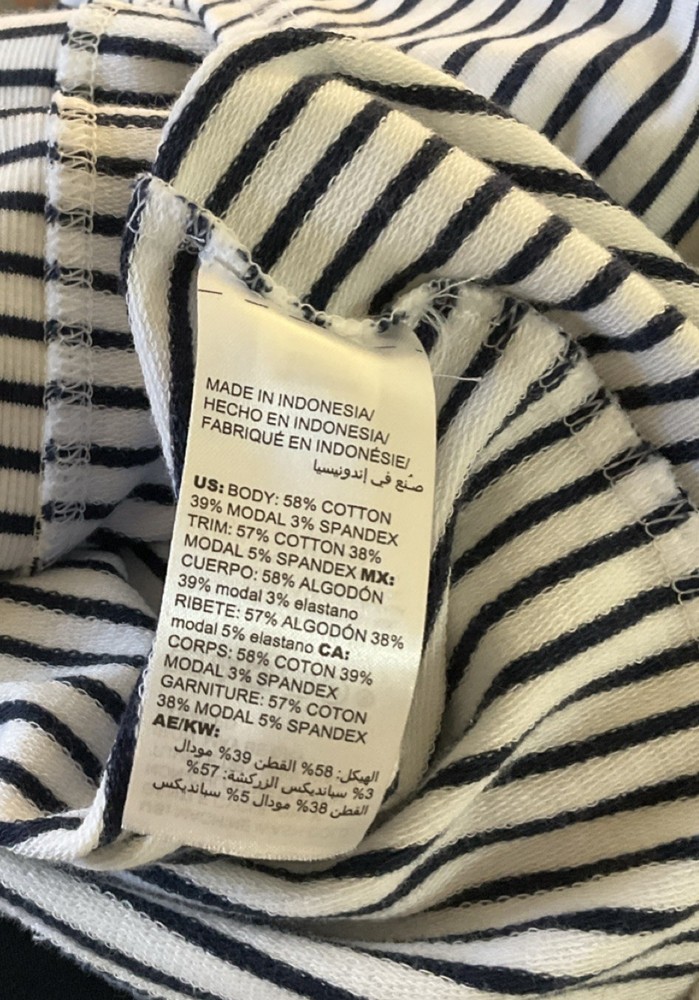 MADE IN INDONESIA/
HECHO EN INDONESIA/
FABRIQUÉ EN INDONÉSIE/
صُنع في إندونيسيا
US: BODY: 58% COTTON
39% MODAL 3% SPANDEX
TRIM: 57% COTTON 38%
MODAL 5% SPANDEX MX:
CUERPO: 58% ALGODÓN
39% modal 3% elastano
RIBETE: 57% ALGODÓN 38%
modal 5% elastano CA:
CORPS: 58% COTON 39%
MODAL 3% SPANDEX
GARNITURE: 57% COTON
38% MODAL 5% SPANDEX
AE/KW:
الهيكل: 58% القطن 39% مودال
3% سبانديكس الزركشة: 57%
القطن 38% مودال 5% سبانديكس